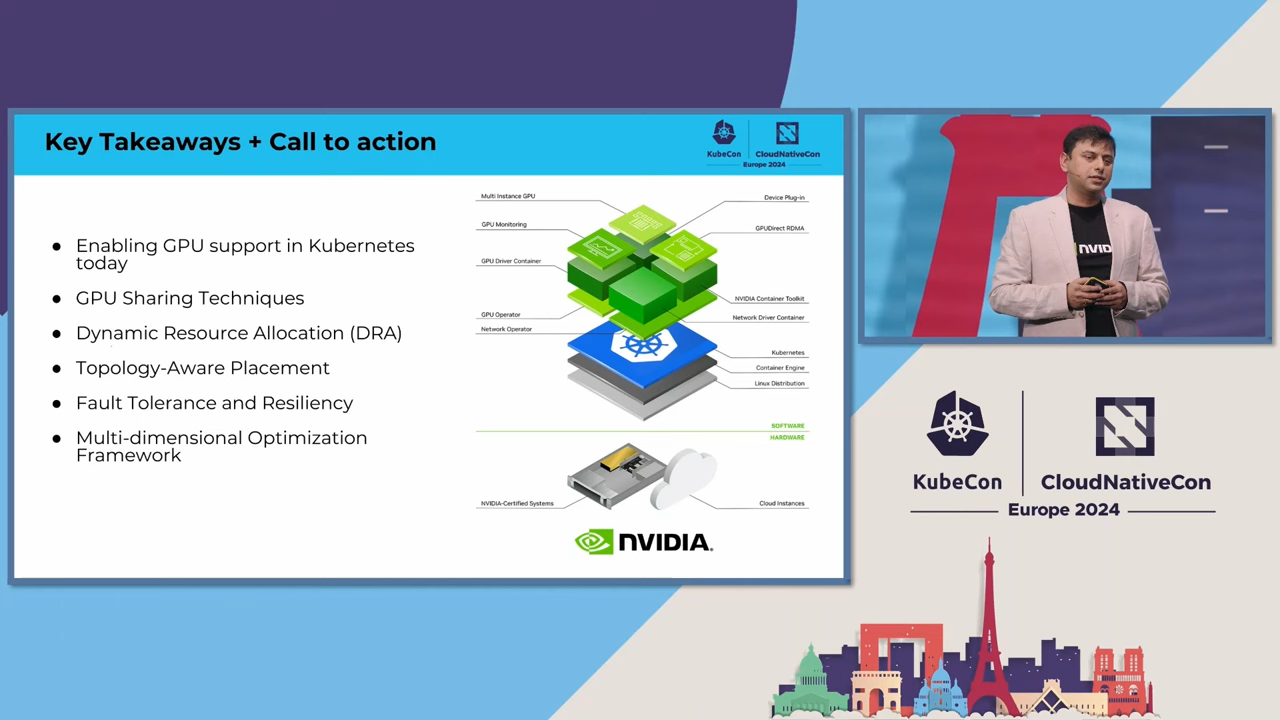 Key Takeaways + Call to action
KubeCon
CloudNativeCon
Europe 2024
● Enabling GPU support in Kubernetes
today
● GPU Sharing Techniques
● Dynamic Resource Allocation (DRA)
● Topology-Aware Placement
● Fault Tolerance and Resiliency
● Multi-dimensional Optimization
Framework
Multi Instance GPU
Device Plug-in
GPU Monitoring
GPUDirect RDMA
GPU Driver Container
NVIDIA Container Toolkit
GPU Operator
Network Driver Container
Network Operator
Kubernetes
Container Engine
Linux Distribution
SOFTWARE
HARDWARE
NVIDIA-Certified Systems
Cloud Instances
NVIDIA.
NVID
KubeCon
CloudNativeCon
Europe 2024